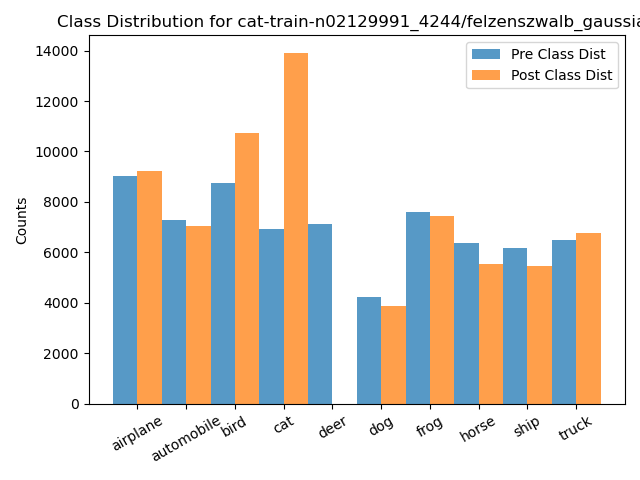 Class Distribution for cat-train-n02129991_4244/felzenszwalb_gaussia
Pre Class Dist
Post Class Dist
Counts
14000
12000
10000
8000
6000
4000
2000
0
airplane
automobile
bird
cat
deer
dog
frog
horse
ship
truck